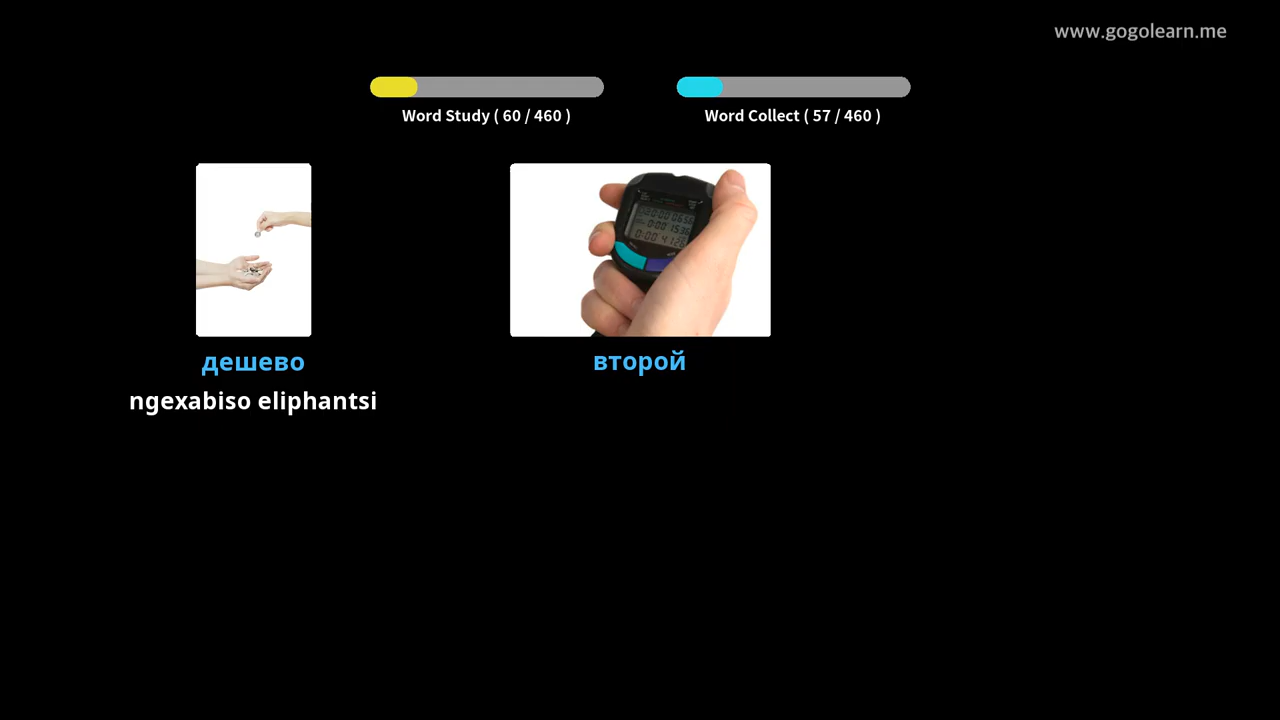 www.gogolearn.me
Word Study ( 60 / 460 )
Word Collect ( 57 / 460 )
дешево
второй
ngexabiso eliphantsi